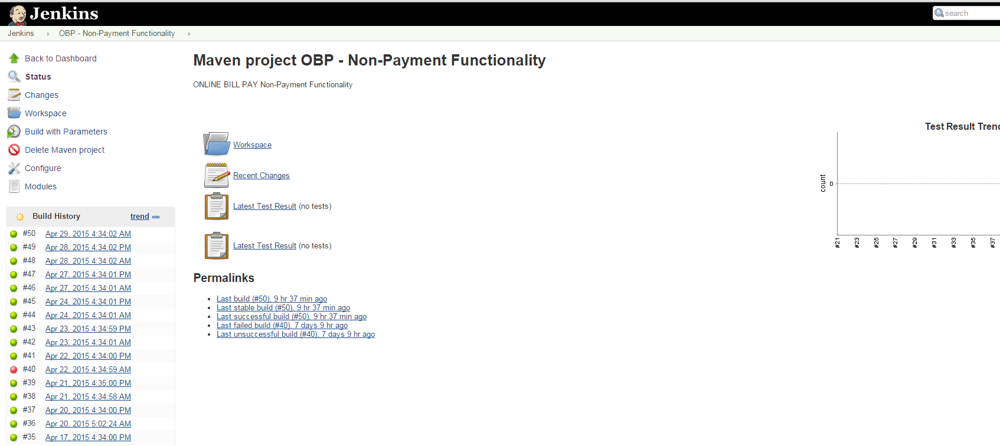 Jenkins
search
Jenkins
OBP - Non-Payment Functionality
Back to Dashboard
Status
Changes
Workspace
Build with Parameters
Delete Maven project
Configure
Modules
Build History trend
#50 Apr 29, 2015 4:34:02 AM
#49 Apr 28, 2015 4:34:02 PM
#48 Apr 28, 2015 4:34:02 AM
#47 Apr 27, 2015 4:34:01 PM
#46 Apr 27, 2015 4:34:01 AM
#45 Apr 24, 2015 4:34:01 PM
#44 Apr 24, 2015 4:34:01 AM
#43 Apr 23, 2015 4:34:59 PM
#42 Apr 23, 2015 4:34:01 AM
#41 Apr 22, 2015 4:34:00 PM
#40 Apr 22, 2015 4:34:59 AM
#39 Apr 21, 2015 4:35:00 PM
#38 Apr 21, 2015 4:34:58 AM
#37 Apr 20, 2015 4:34:00 PM
#36 Apr 20, 2015 5:02:24 AM
#35 Apr 17, 2015 4:34:00 PM
Maven project OBP - Non-Payment Functionality
ONLINE BILL PAY Non-Payment Functionality
Workspace
Recent Changes
Latest Test Result (no tests)
Latest Test Result (no tests)
Permalinks
Last build (#50), 9 hr 37 min ago
Last stable build (#50), 9 hr 37 min ago
Last successful build (#50), 9 hr 37 min ago
Last failed build (#40), 7 days 9 hr ago
Last unsuccessful build (#40), 7 days 9 hr ago
Test Result Tren
count
0
#21 #23 #25 #27 #29 #31 #33 #35 #37